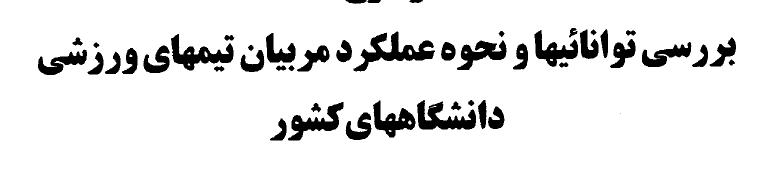 بررسی توانائیها و نحوه عملکرد مربیان تیمهای ورزشی
دانشگاههای کشور